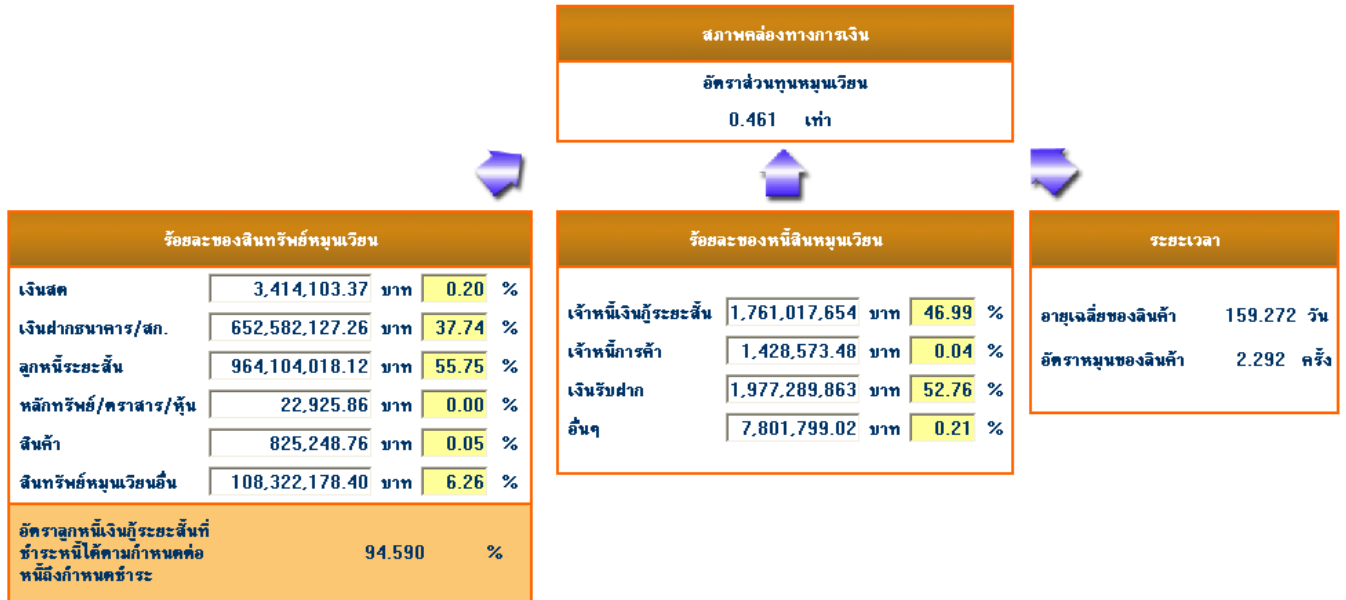 สภาพคล่องทางการเงิน
อัตราส่วนทุนหมุนเวียน
0.461 เท่า
ร้อยละของสินทรัพย์หมุนเวียน
เงินสด 3,414,103.37 บาท 0.20 %
เงินฝากธนาคาร/สก. 652,582,127.26 บาท 37.74 %
ลูกหนี้ระยะสั้น 964,104,018.12 บาท 55.75 %
หลักทรัพย์/ตราสาร/หุ้น 22,925.86 บาท 0.00 %
สินค้า 825,248.76 บาท 0.05 %
สินทรัพย์หมุนเวียนอื่น 108,322,178.40 บาท 6.26 %
อัตราลูกหนี้เงินกู้ระยะสั้นที่
ชำระหนี้ได้ตามกำหนดต่อ 94.590 %
หนี้ถึงกำหนดชำระ
ร้อยละของหนี้สินหมุนเวียน
เจ้าหนี้เงินกู้ระยะสั้น 1,761,017,654 บาท 46.99 %
เจ้าหนี้การค้า 1,428,573.48 บาท 0.04 %
เงินรับฝาก 1,977,289,863 บาท 52.76 %
อื่นๆ 7,801,799.02 บาท 0.21 %
ระยะเวลา
อายุเฉลี่ยของสินค้า 159.272 วัน
อัตราหมุนของสินค้า 2.292 ครั้ง